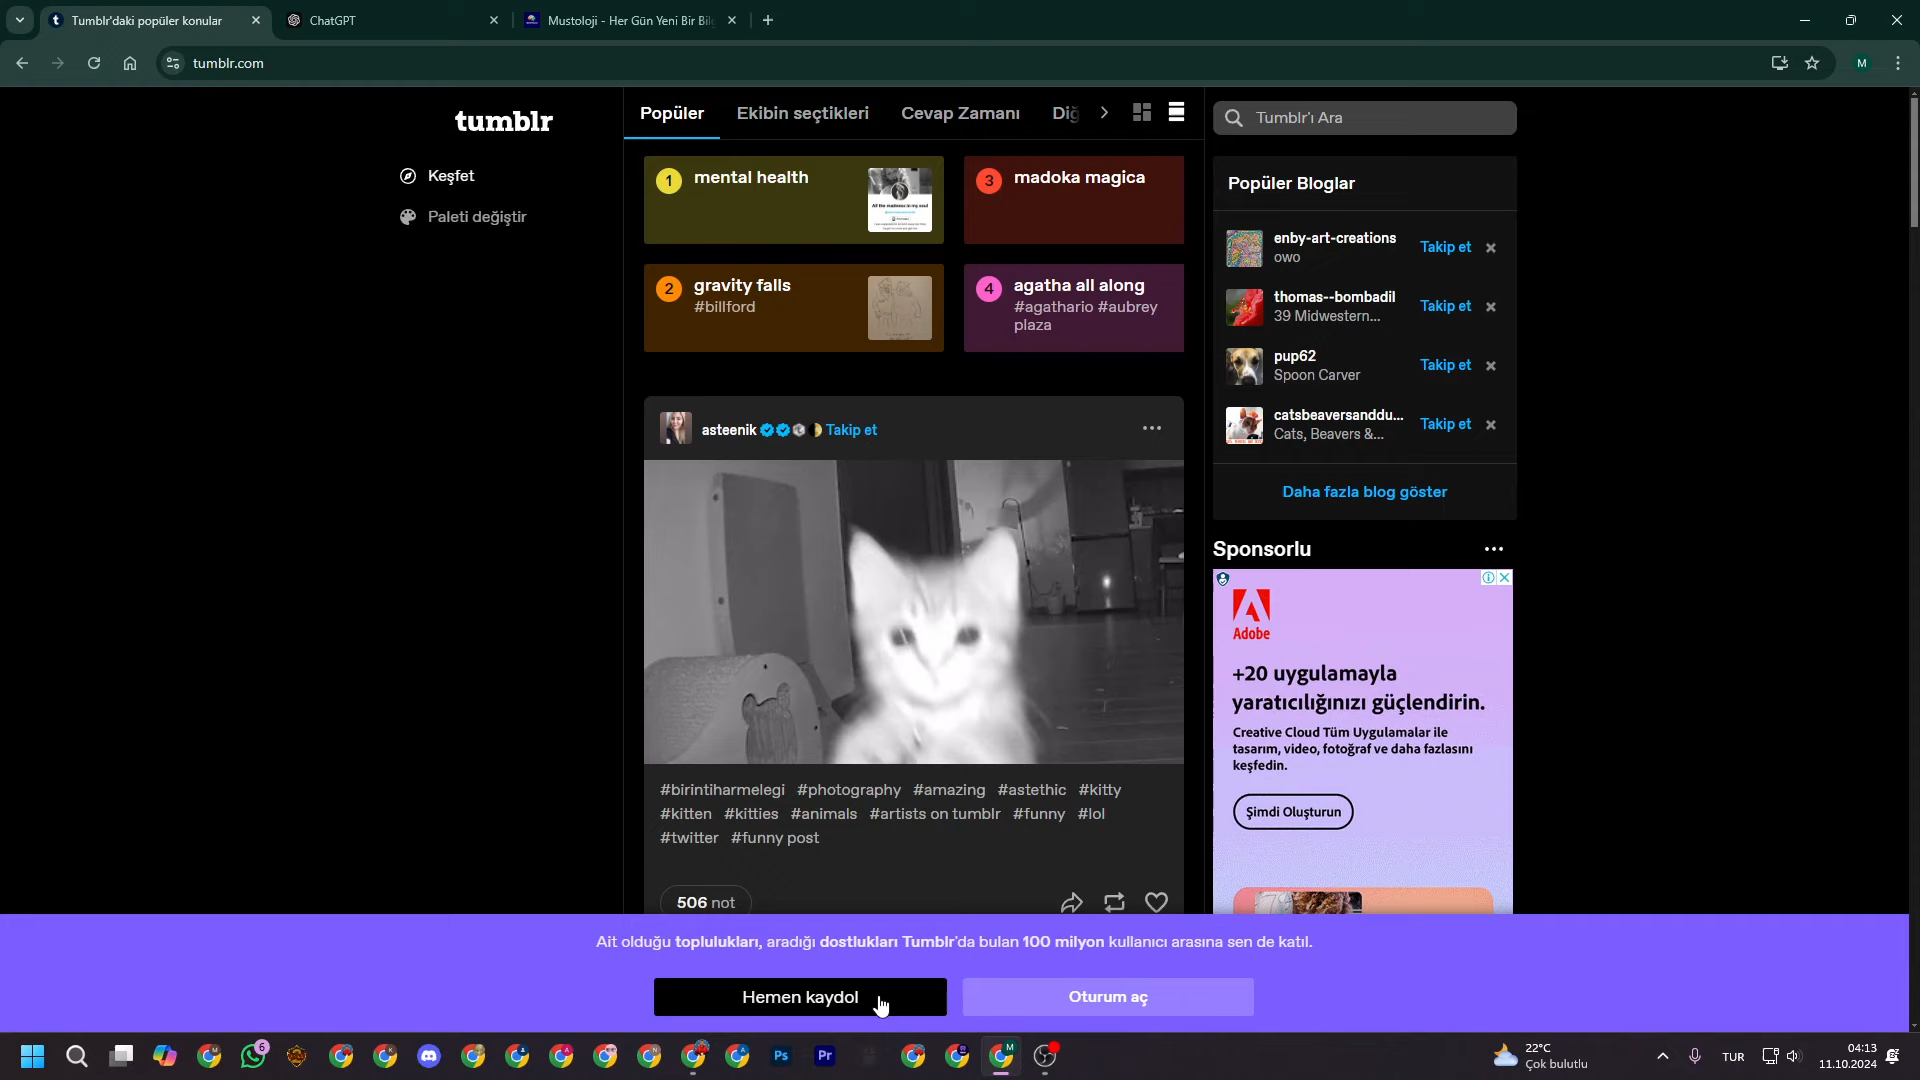 Tumblr'daki popüler konular
ChatGPT
Mustoloji - Her Gün Yeni Bir Bil
tumblr.com
M
tumblr
Keşfet
Paleti değiştir
Popüler
Ekibin seçtikleri
Cevap Zamanı
Diğ
Tumblr'ı Ara
1 mental health
3 madoka magica
2 gravity falls
#billford
4 agatha all along
#agathario #aubrey
plaza
Popüler Bloglar
enby-art-creations
owo
Takip et
thomas--bombadil
39 Midwestern...
Takip et
pup62
Spoon Carver
Takip et
catsbeaversanddu...
Cats, Beavers &...
Takip et
Daha fazla blog göster
asteenik Takip et
#birintiharmelegi #photography #amazing #astethic #kitty
#kitten #kitties #animals #artists on tumblr #funny #lol
#twitter #funny post
506 not
Sponsorlu
Adobe
+20 uygulamayla
yaratıcılığınızı güçlendirin.
Creative Cloud Tüm Uygulamalar ile
tasarım, video, fotoğraf ve daha fazlasını
keşfedin.
Şimdi Oluşturun
Ait olduğu toplulukları, aradığı dostlukları Tumblr'da bulan 100 milyon kullanıcı arasına sen de katıl.
Hemen kaydol
Oturum aç
6
Ps
Pr
22°C
Çok bulutlu
TUR
04:13
11.10.2024